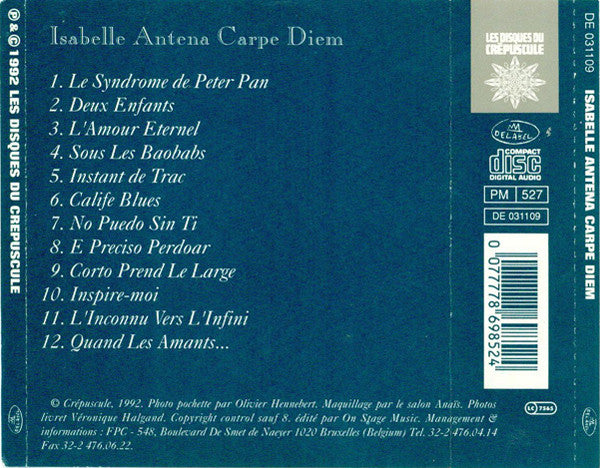 Isabelle Antena Carpe Diem
1. Le Syndrome de Peter Pan
2. Deux Enfants
3. L'Amour Eternel
4. Sous Les Baobabs
5. Instant de Trac
6. Calife Blues
7. No Puedo Sin Ti
8. E Preciso Perdoar
9. Corto Prend Le Large
10. Inspire-moi
11. L'Inconnu Vers L'Infini
12. Quand Les Amants...
© Crépuscule, 1992. Photo pochette par Olivier Hennebert. Maquillage par le salon Anaïs. Photos
livret Véronique Halgand. Copyright control sauf 8. édité par On Stage Music. Management &
informations : FPC - 548, Boulevard De Smet de Naeyer 1020 Bruxelles (Belgium) Tel 32-2 476.04.14
Fax 32-2 476.06.22.
LES DISQUES DU
CRÉPUSCULE
DELABEL
COMPACT
disc
DIGITAL AUDIO
PM 527
DE 031109
0 077778 698524
LC 7565
℗ & © 1992 LES DISQUES DU CREPUSCULE
DE 031109
ISABELLE ANTENA CARPE DIEM